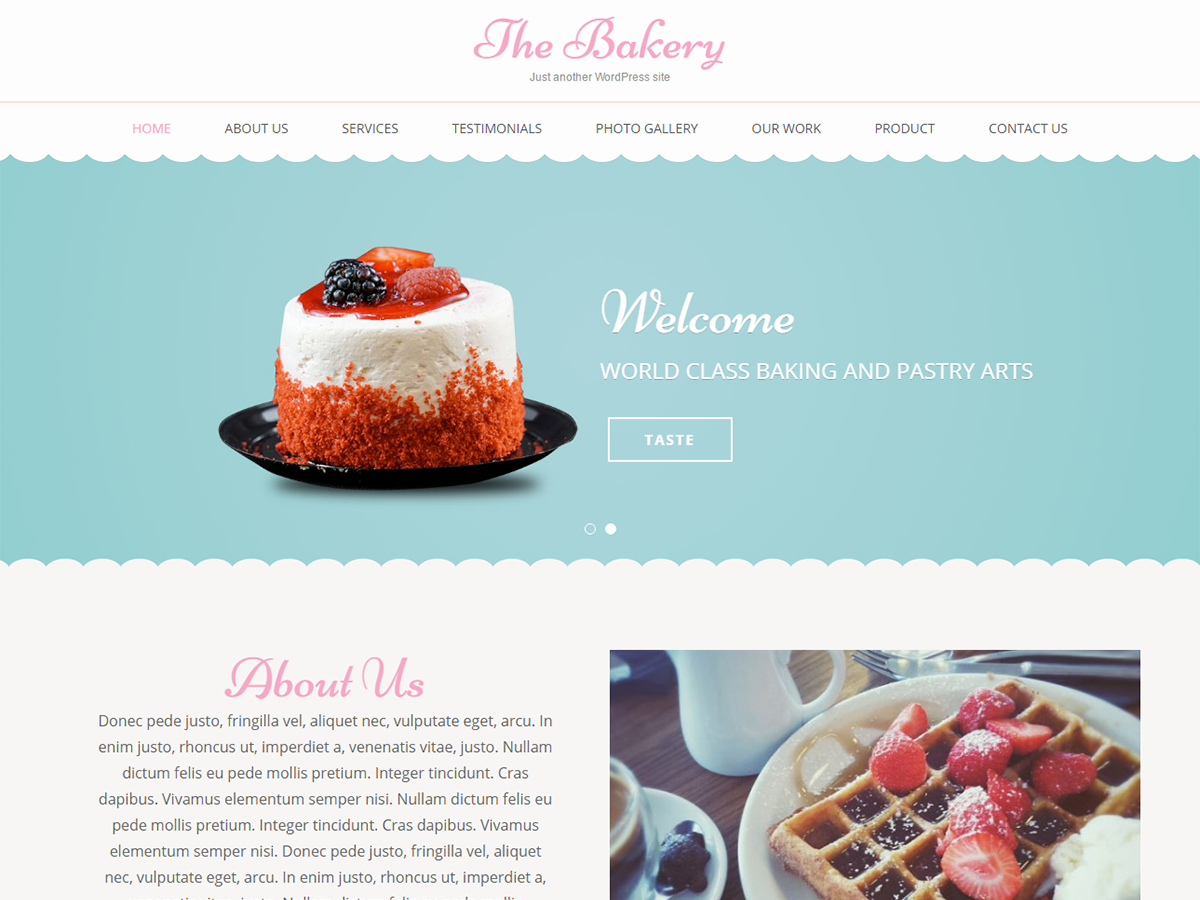 The Bakery
Just another WordPress site
HOME ABOUT US SERVICES TESTIMONIALS PHOTO GALLERY OUR WORK PRODUCT CONTACT US
Welcome
WORLD CLASS BAKING AND PASTRY ARTS
TASTE
About Us
Donec pede justo, fringilla vel, aliquet nec, vulputate eget, arcu. In
enim justo, rhoncus ut, imperdiet a, venenatis vitae, justo. Nullam
dictum felis eu pede mollis pretium. Integer tincidunt. Cras
dapibus. Vivamus elementum semper nisi. Nullam dictum felis eu
pede mollis pretium. Integer tincidunt. Cras dapibus. Vivamus
elementum semper nisi. Donec pede justo, fringilla vel, aliquet
nec, vulputate eget, arcu. In enim justo, rhoncus ut, imperdiet a,